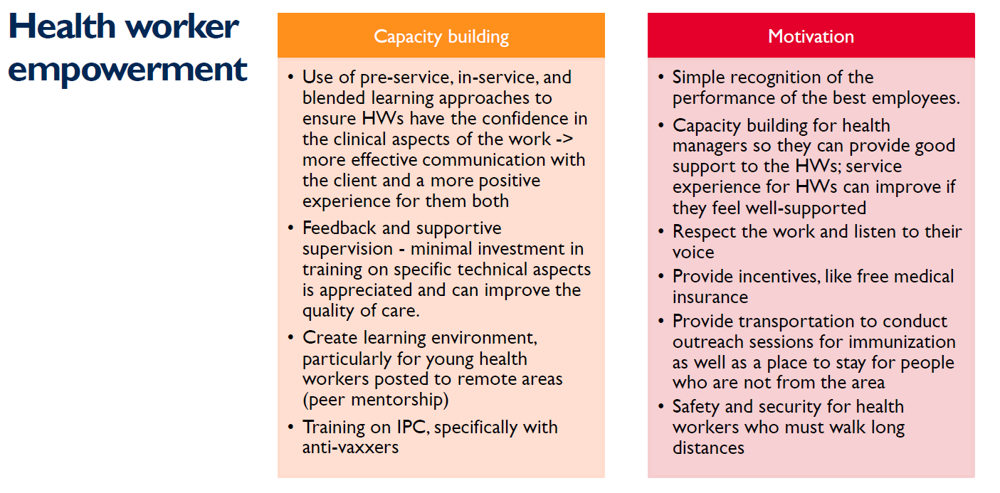 Health worker
empowerment
Capacity building
• Use of pre-service, in-service, and
blended learning approaches to
ensure HWs have the confidence in
the clinical aspects of the work ->
more effective communication with
the client and a more positive
experience for them both
• Feedback and supportive
supervision - minimal investment in
training on specific technical aspects
is appreciated and can improve the
quality of care.
• Create learning environment,
particularly for young health
workers posted to remote areas
(peer mentorship)
• Training on IPC, specifically with
anti-vaxxers
Motivation
• Simple recognition of the
performance of the best employees.
• Capacity building for health
managers so they can provide good
support to the HWs; service
experience for HWs can improve if
they feel well-supported
• Respect the work and listen to their
voice
• Provide incentives, like free medical
insurance
• Provide transportation to conduct
outreach sessions for immunization
as well as a place to stay for people
who are not from the area
• Safety and security for health
workers who must walk long
distances